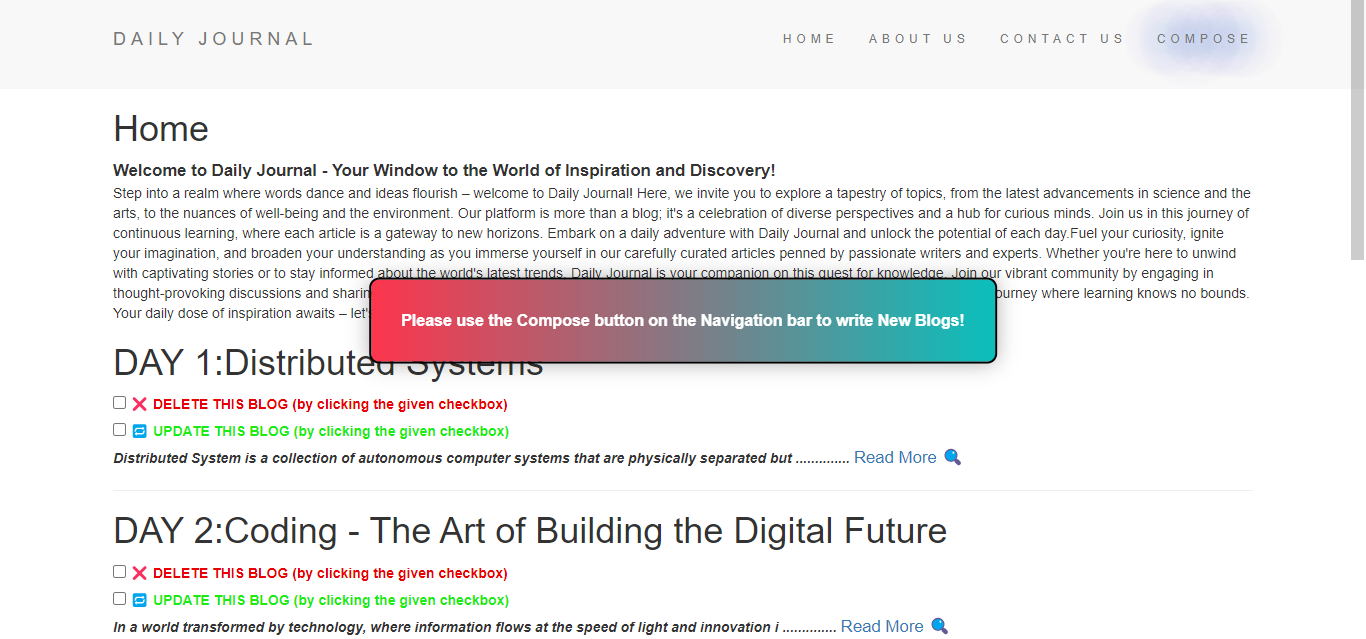 DAILY JOURNAL
HOME ABOUT US CONTACT US COMPOSE
Home
Welcome to Daily Journal - Your Window to the World of Inspiration and Discovery!
Step into a realm where words dance and ideas flourish – welcome to Daily Journal! Here, we invite you to explore a tapestry of topics, from the latest advancements in science and the
arts, to the nuances of well-being and the environment. Our platform is more than a blog; it's a celebration of diverse perspectives and a hub for curious minds. Join us in this journey of
continuous learning, where each article is a gateway to new horizons. Embark on a daily adventure with Daily Journal and unlock the potential of each day.Fuel your curiosity, ignite
your imagination, and broaden your understanding as you immerse yourself in our carefully curated articles penned by passionate writers and experts. Whether you're here to unwind
with captivating stories or to stay informed about the world's latest trends, Daily Journal is your companion on this quest for knowledge. Join our vibrant community by engaging in
thought-provoking discussions and journey where learning knows no bounds.
Your daily dose of inspiration awaits –
Please use the Compose button on the Navigation bar to write New Blogs!
DAY 1:Distributed Systems
DELETE THIS BLOG (by clicking the given checkbox)
UPDATE THIS BLOG (by clicking the given checkbox)
Distributed System is a collection of autonomous computer systems that are physically separated but .............. Read More
DAY 2:Coding - The Art of Building the Digital Future
DELETE THIS BLOG (by clicking the given checkbox)
UPDATE THIS BLOG (by clicking the given checkbox)
In a world transformed by technology, where information flows at the speed of light and innovation i .............. Read More